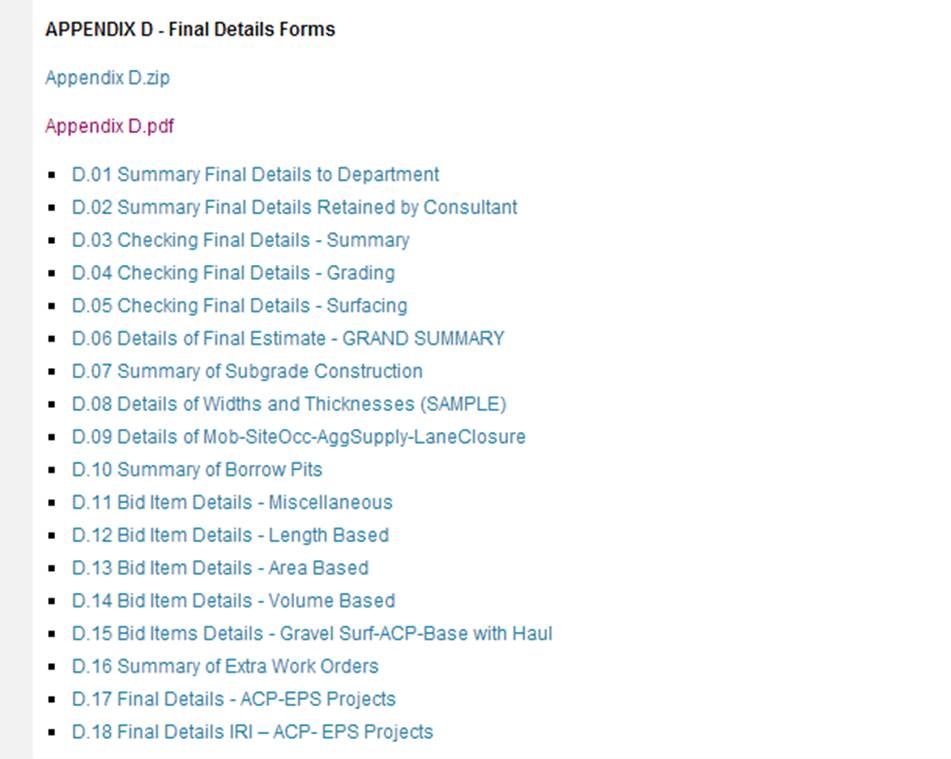 APPENDIX D - Final Details Forms
Appendix D.zip
Appendix D.pdf
D.01 Summary Final Details to Department
D.02 Summary Final Details Retained by Consultant
D.03 Checking Final Details - Summary
D.04 Checking Final Details - Grading
D.05 Checking Final Details - Surfacing
D.06 Details of Final Estimate - GRAND SUMMARY
D.07 Summary of Subgrade Construction
D.08 Details of Widths and Thicknesses (SAMPLE)
D.09 Details of Mob-SiteOcc-AggSupply-LaneClosure
D.10 Summary of Borrow Pits
D.11 Bid Item Details - Miscellaneous
D.12 Bid Item Details - Length Based
D.13 Bid Item Details - Area Based
D.14 Bid Item Details - Volume Based
D.15 Bid Items Details - Gravel Surf-ACP-Base with Haul
D.16 Summary of Extra Work Orders
D.17 Final Details - ACP-EPS Projects
D.18 Final Details IRI – ACP- EPS Projects